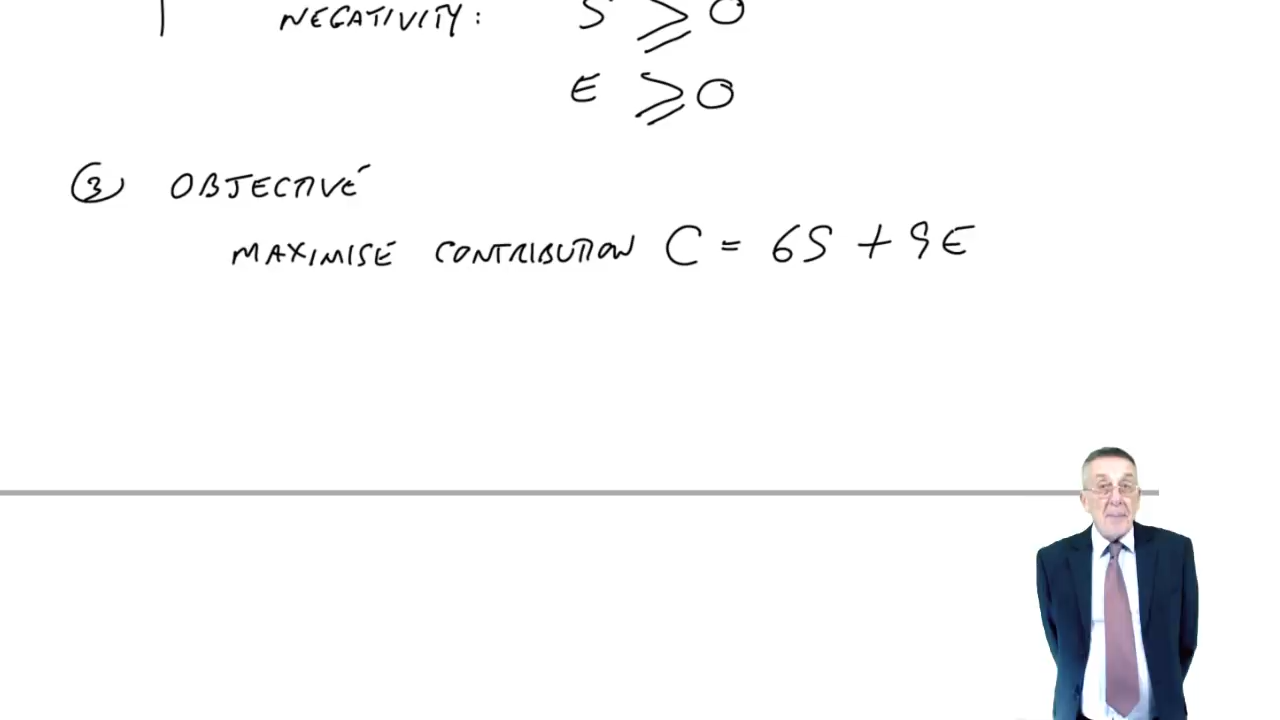 NEGATIVITY: S ⩾ 0
E ⩾ 0
③ OBJECTIVE
MAXIMISE CONTRIBUTION C = 6S + 9E